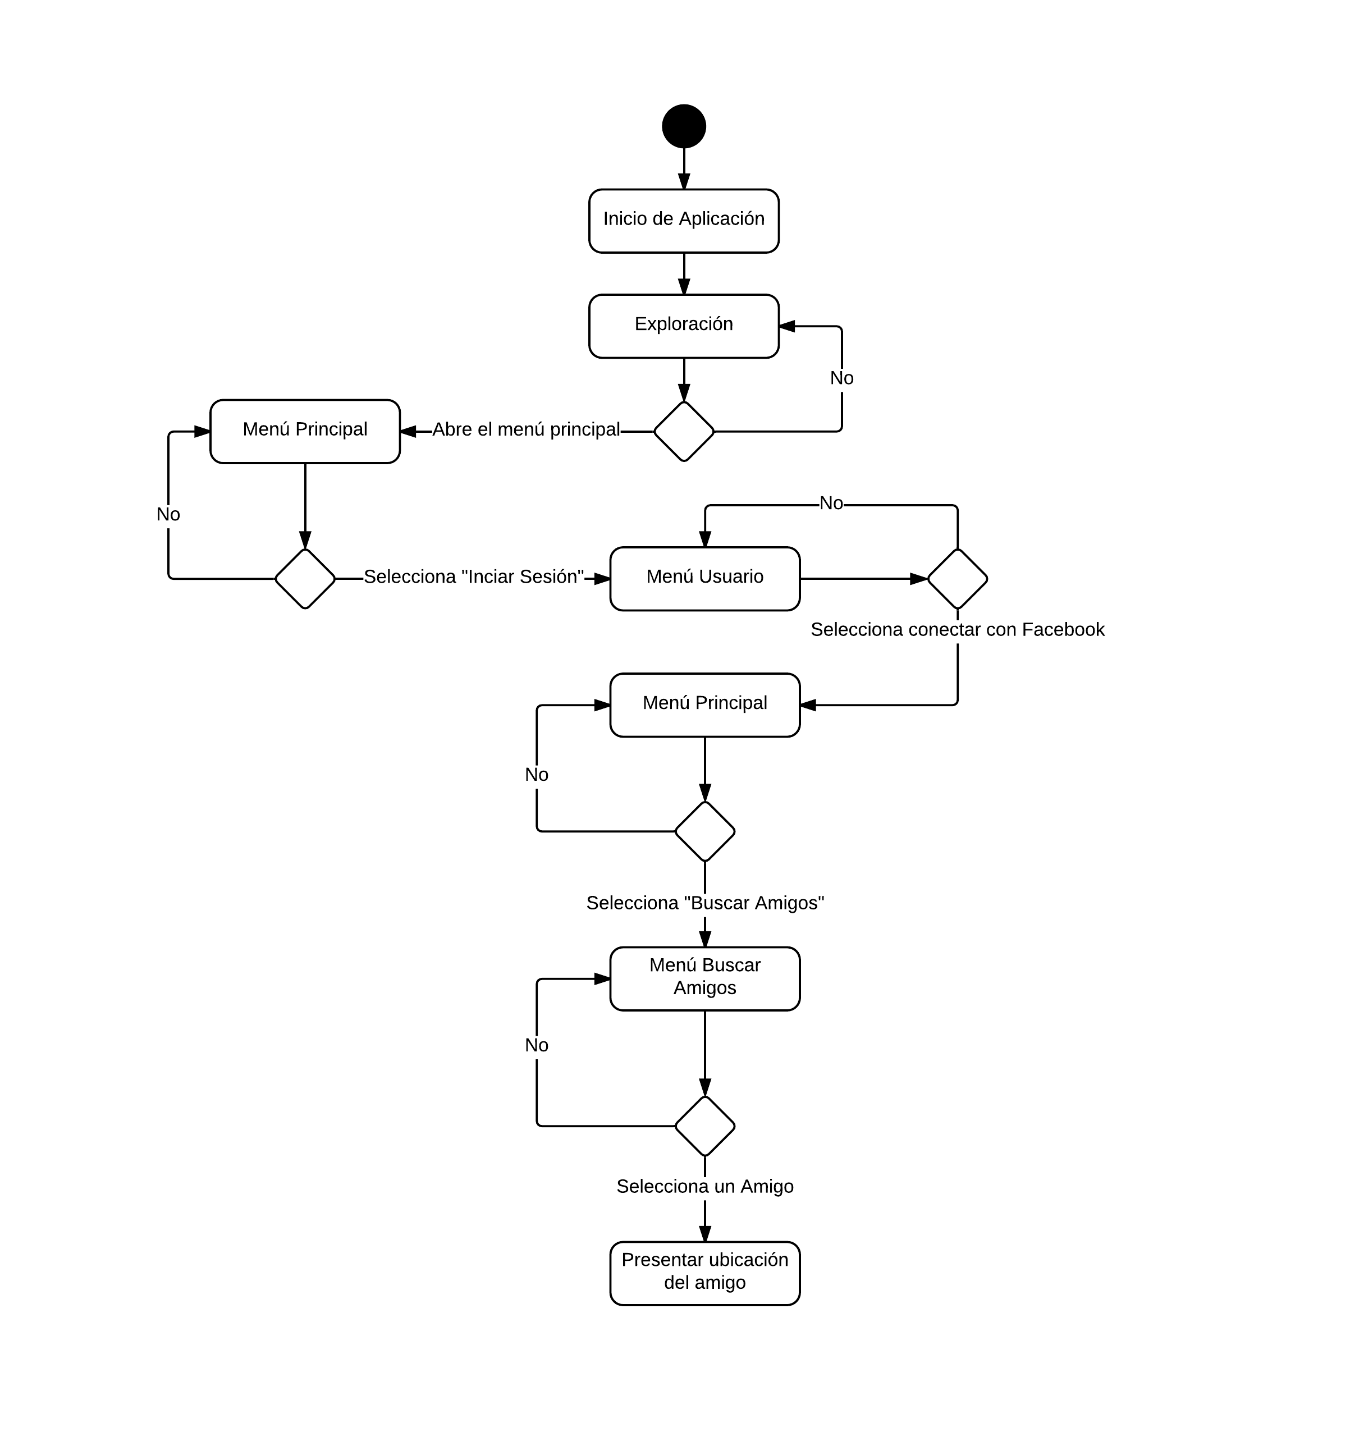 Inicio de Aplicación
Exploración
No
Menú Principal
Abre el menú principal
No
No
Selecciona "Inciar Sesión"
Menú Usuario
Selecciona conectar con Facebook
Menú Principal
No
Selecciona "Buscar Amigos"
Menú Buscar
Amigos
No
Selecciona un Amigo
Presentar ubicación
del amigo